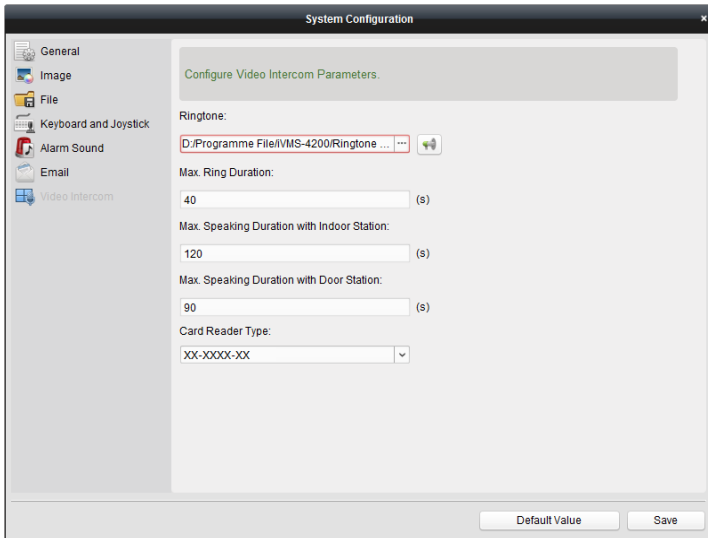 System Configuration
×
General
Image
File
Keyboard and Joystick
Alarm Sound
Email
Video Intercom
Configure Video Intercom Parameters.
Ringtone:
D:/Programme File/iVMS-4200/Ringtone ...
Max. Ring Duration:
40 (s)
Max. Speaking Duration with Indoor Station:
120 (s)
Max. Speaking Duration with Door Station:
90 (s)
Card Reader Type:
XX-XXXX-XX
Default Value
Save